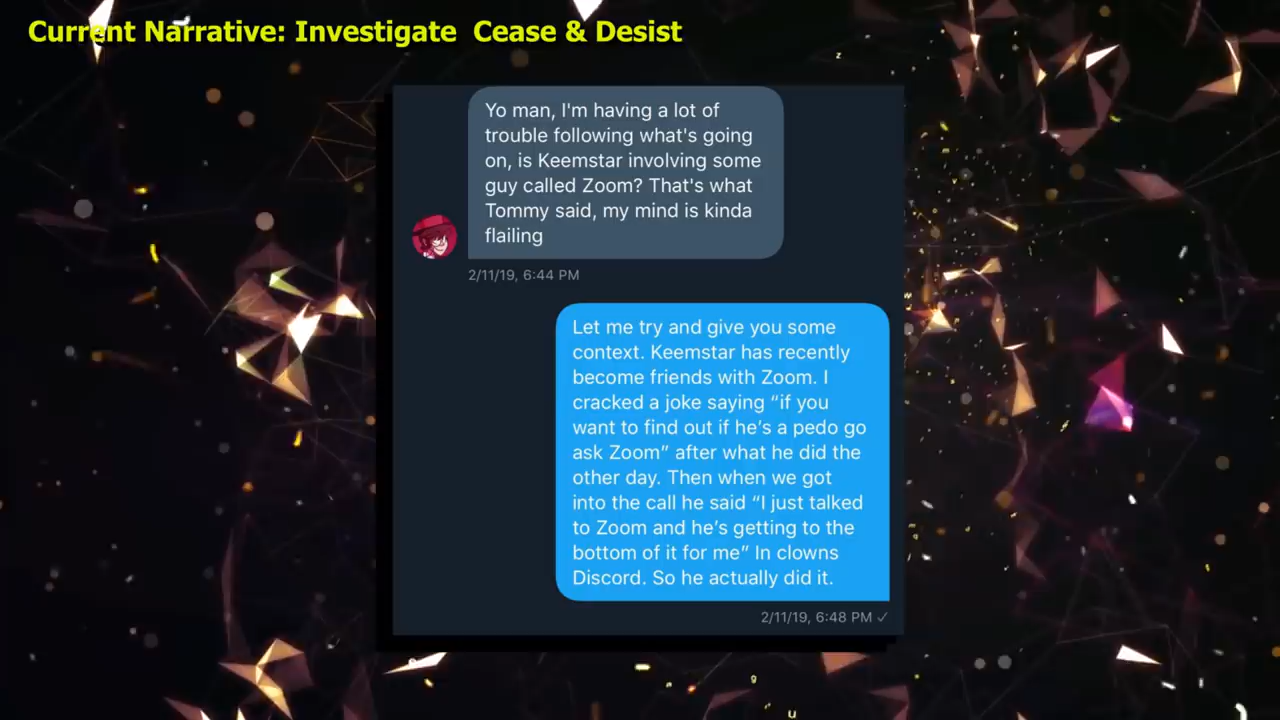 Current Narrative: Investigate  Cease & Desist
Yo man, I'm having a lot of
trouble following what's going
on, is Keemstar involving some
guy called Zoom? That's what
Tommy said, my mind is kinda
flailing
2/11/19, 6:44 PM
Let me try and give you some
context. Keemstar has recently
become friends with Zoom. I
cracked a joke saying “if you
want to find out if he's a pedo go
ask Zoom” after what he did the
other day. Then when we got
into the call he said “I just talked
to Zoom and he's getting to the
bottom of it for me” In clowns
Discord. So he actually did it.
2/11/19, 6:48 PM ✓